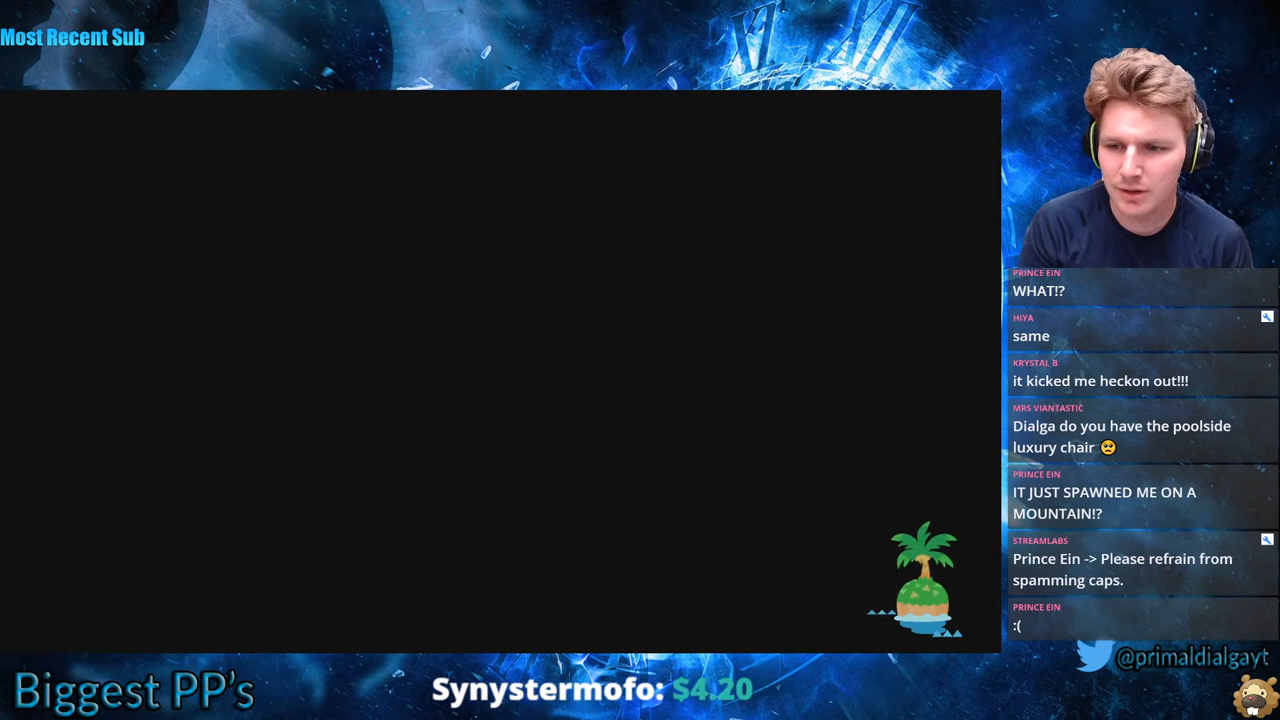 Most Recent Sub
PRINCE EIN
WHAT!?
HIYA
same
KRYSTAL B
it kicked me heckon out!!!
MRS VIANTASTIC
Dialga do you have the poolside
luxury chair 🥺
PRINCE EIN
IT JUST SPAWNED ME ON A
MOUNTAIN!?
STREAMLABS
Prince Ein -> Please refrain from
spamming caps.
PRINCE EIN
:(
@primaldialgayt
Biggest PP's
Synystermofo: $4.20